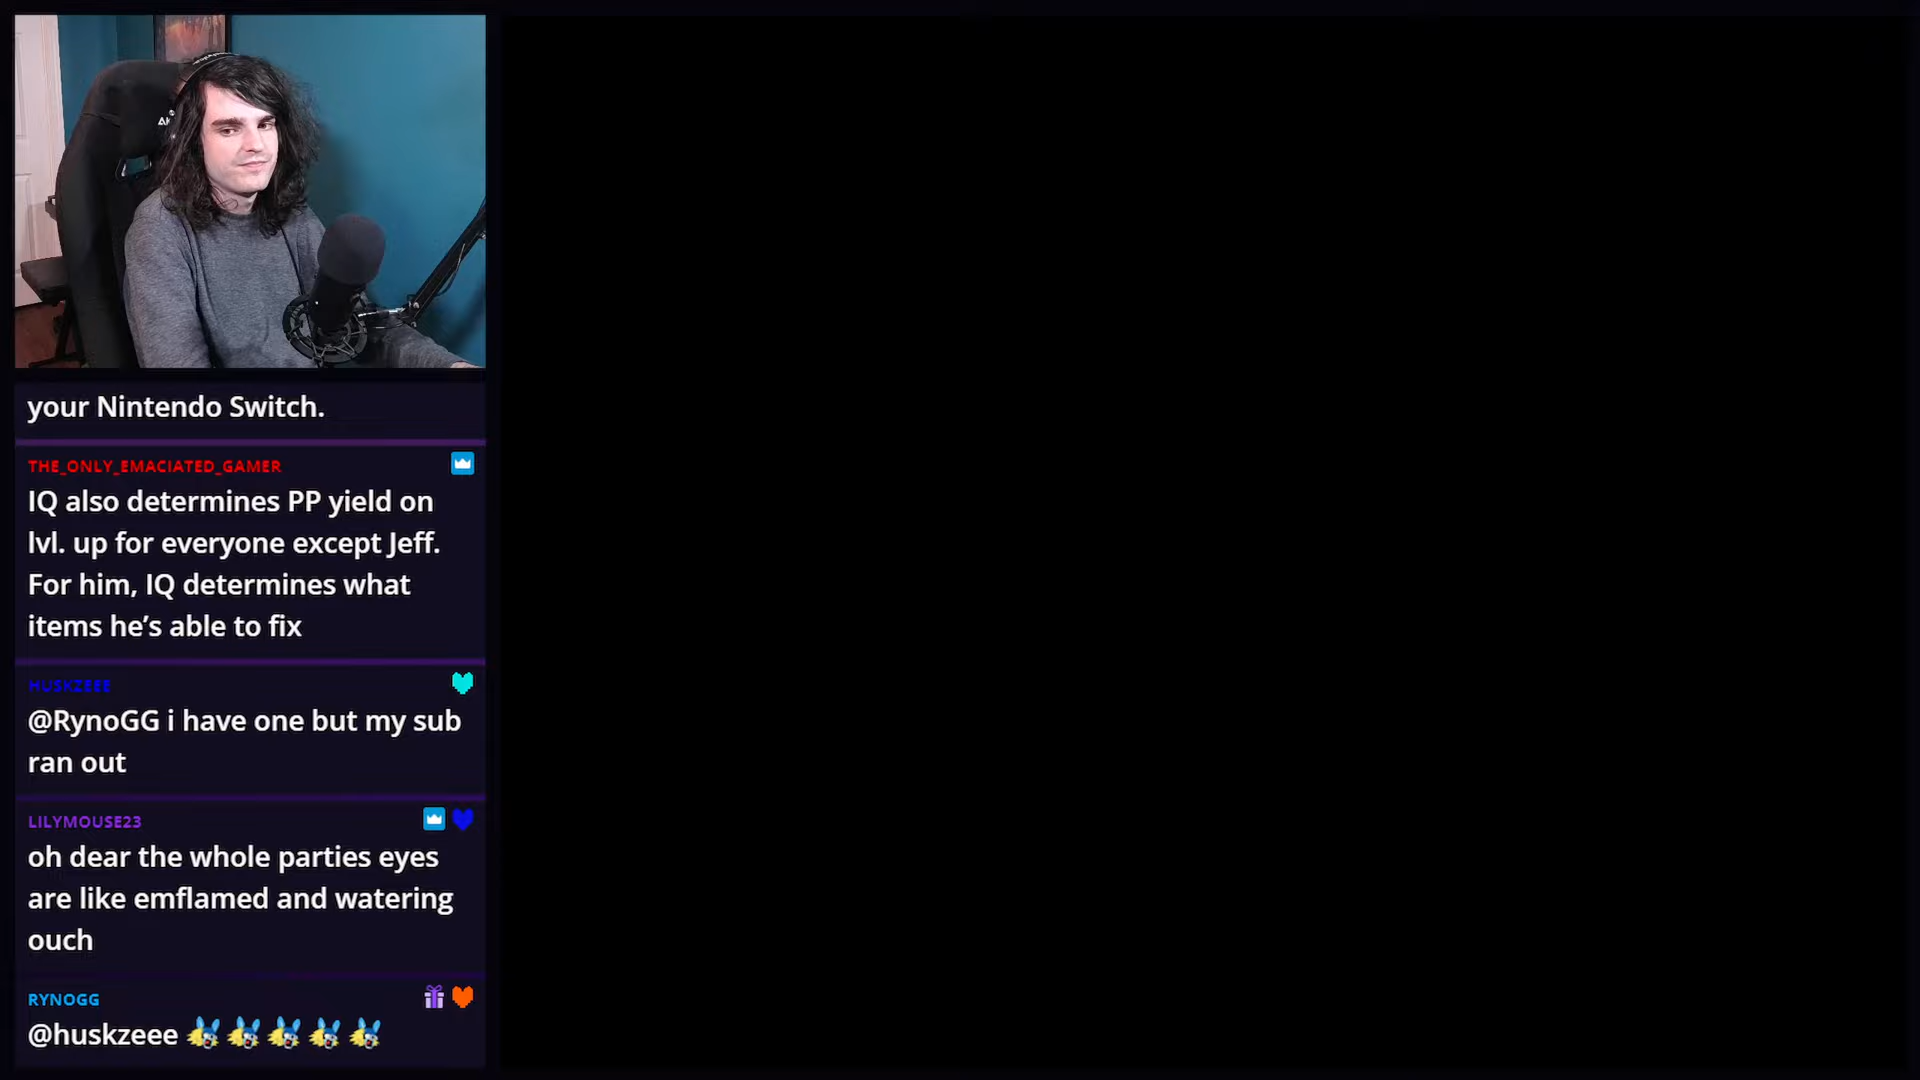 your Nintendo Switch.
THE_ONLY_EMACIATED_GAMER
IQ also determines PP yield on
lvl. up for everyone except Jeff.
For him, IQ determines what
items he’s able to fix
HUSKZEEE
@RynoGG i have one but my sub
ran out
LILYMOUSE23
oh dear the whole parties eyes
are like emflamed and watering
ouch
RYNOGG
@huskzeee